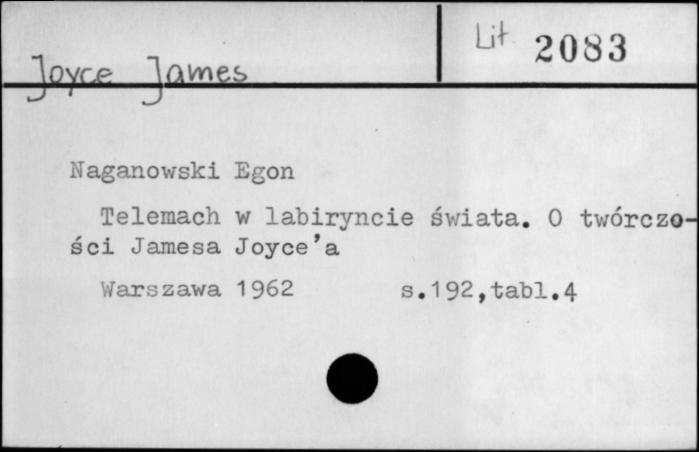 Joyce James
Lit 2083
Naganowski Egon
Telemach w labiryncie świata. O twórczo-
ści Jamesa Joyce'a
Warszawa 1962 s.192,tabl.4